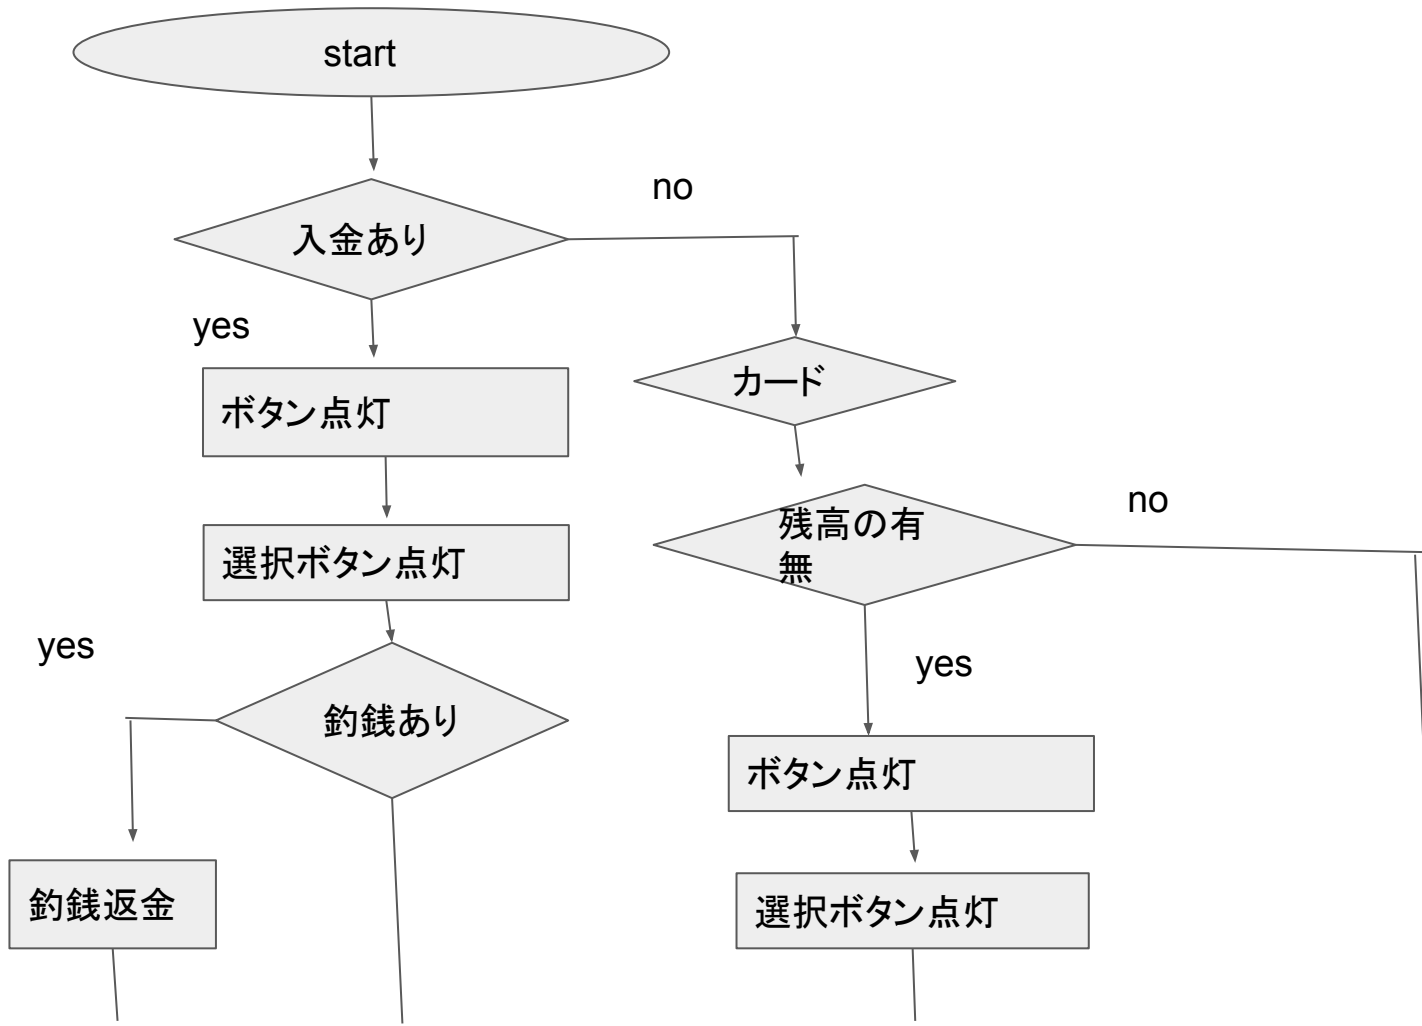 start
no
入金あり
yes
カード
ボタン点灯
no
残高の有
無
選択ボタン点灯
yes
yes
釣銭あり
ボタン点灯
釣銭返金
選択ボタン点灯